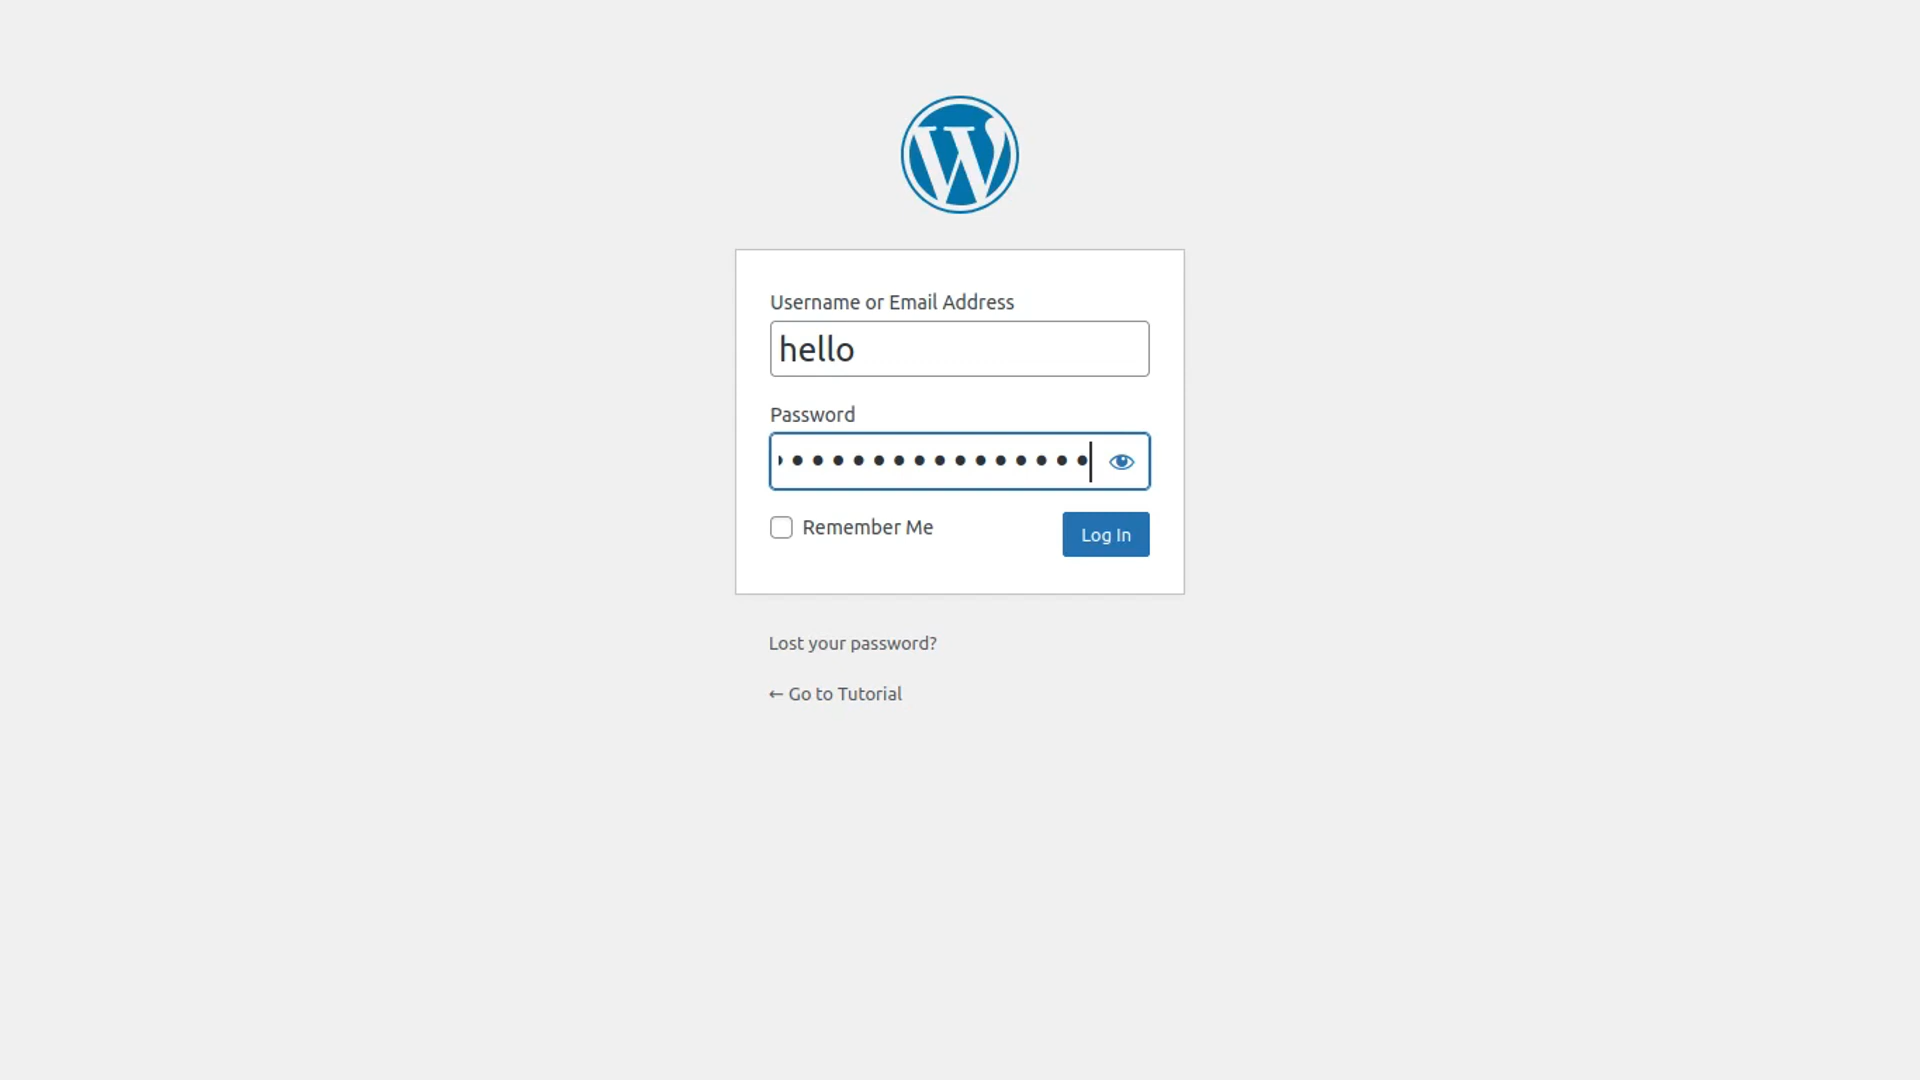 Username or Email Address
hello
Password
Remember Me
Log In
Lost your password?
← Go to Tutorial